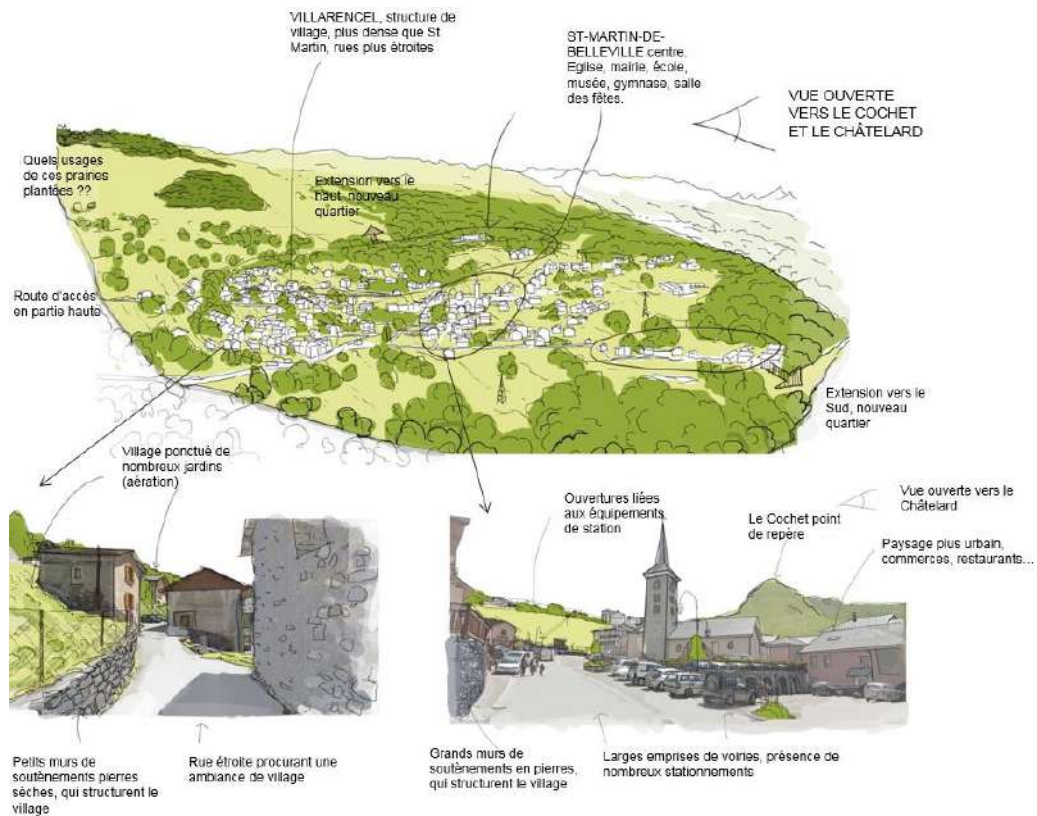 VILLARENCEL, structure de
village, plus dense que St
Martin, rues plus étroites
ST-MARTIN-DE-
BELLEVILLE centre.
Eglise, mairie, école,
musée, gymnase, salle
des fêtes.
VUE OUVERTE
VERS LE COCHET
ET LE CHÂTELARD
Quels usages
de ces prairies
plantées ??
Extension vers le
haut, nouveau
quartier
Route d'accès
en partie haute
Extension vers le
Sud, nouveau
quartier
Village ponctué de
nombreux jardins
(aération)
Ouvertures liées
aux équipements
de station
Le Cochet point
de repère
Vue ouverte vers le
Châtelard
Paysage plus urbain,
commerces, restaurants...
Petits murs de
soutènements pierres
sèches, qui structurent le
village
Rue étroite procurant une
ambiance de village
Grands murs de
soutènements en pierres,
qui structurent le village
Larges emprises de voiries, présence de
nombreux stationnements